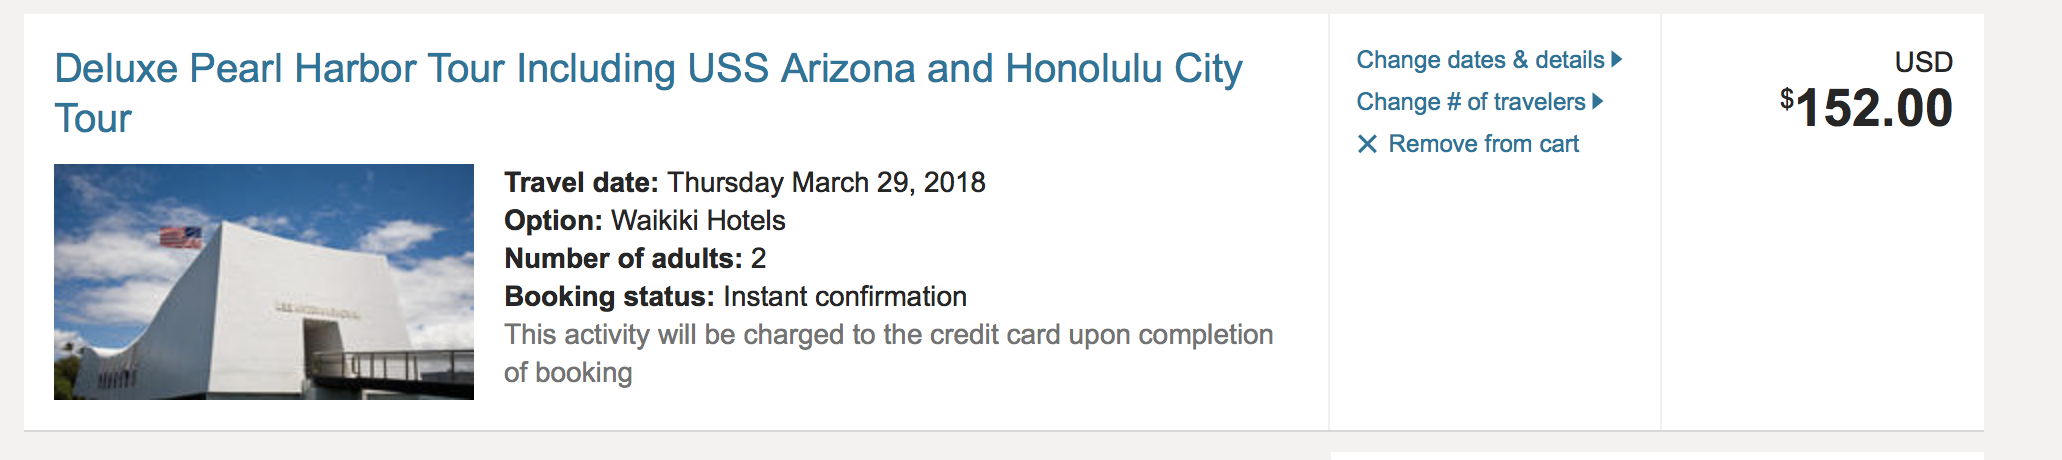 Deluxe Pearl Harbor Tour Including USS Arizona and Honolulu City
Tour
Travel date: Thursday March 29, 2018
Option: Waikiki Hotels
Number of adults: 2
Booking status: Instant confirmation
This activity will be charged to the credit card upon completion
of booking
Change dates & details
Change # of travelers
Remove from cart
USD
$152.00